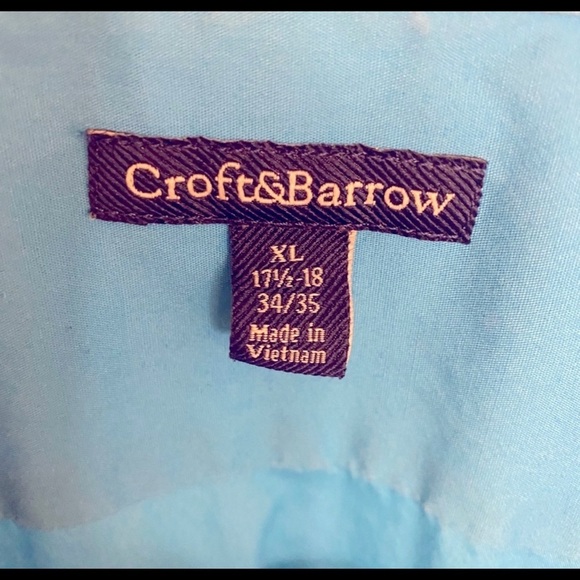 Croft&Barrow
XL
17½-18
34/35
Made in
Vietnam